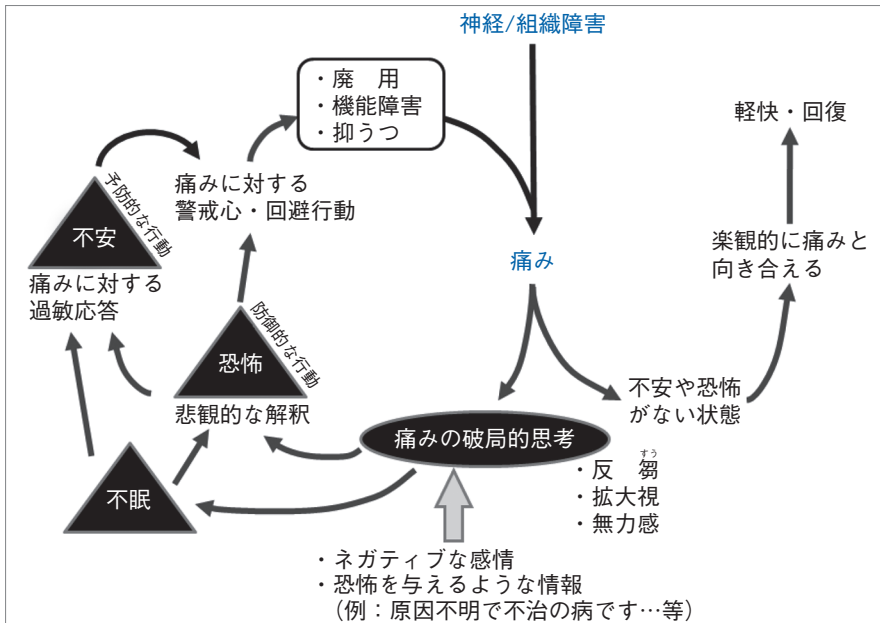 神経/組織障害
・廃　用
・機能障害
・抑うつ
軽快・回復
痛みに対する
警戒心・回避行動
予防的な行動
不安
痛みに対する
過敏応答
痛み
楽観的に痛みと
向き合える
防御的な行動
恐怖
悲観的な解釈
不安や恐怖
がない状態
痛みの破局的思考
すう
・反　芻
・拡大視
・無力感
不眠
・ネガティブな感情
・恐怖を与えるような情報
（例：原因不明で不治の病です…等）